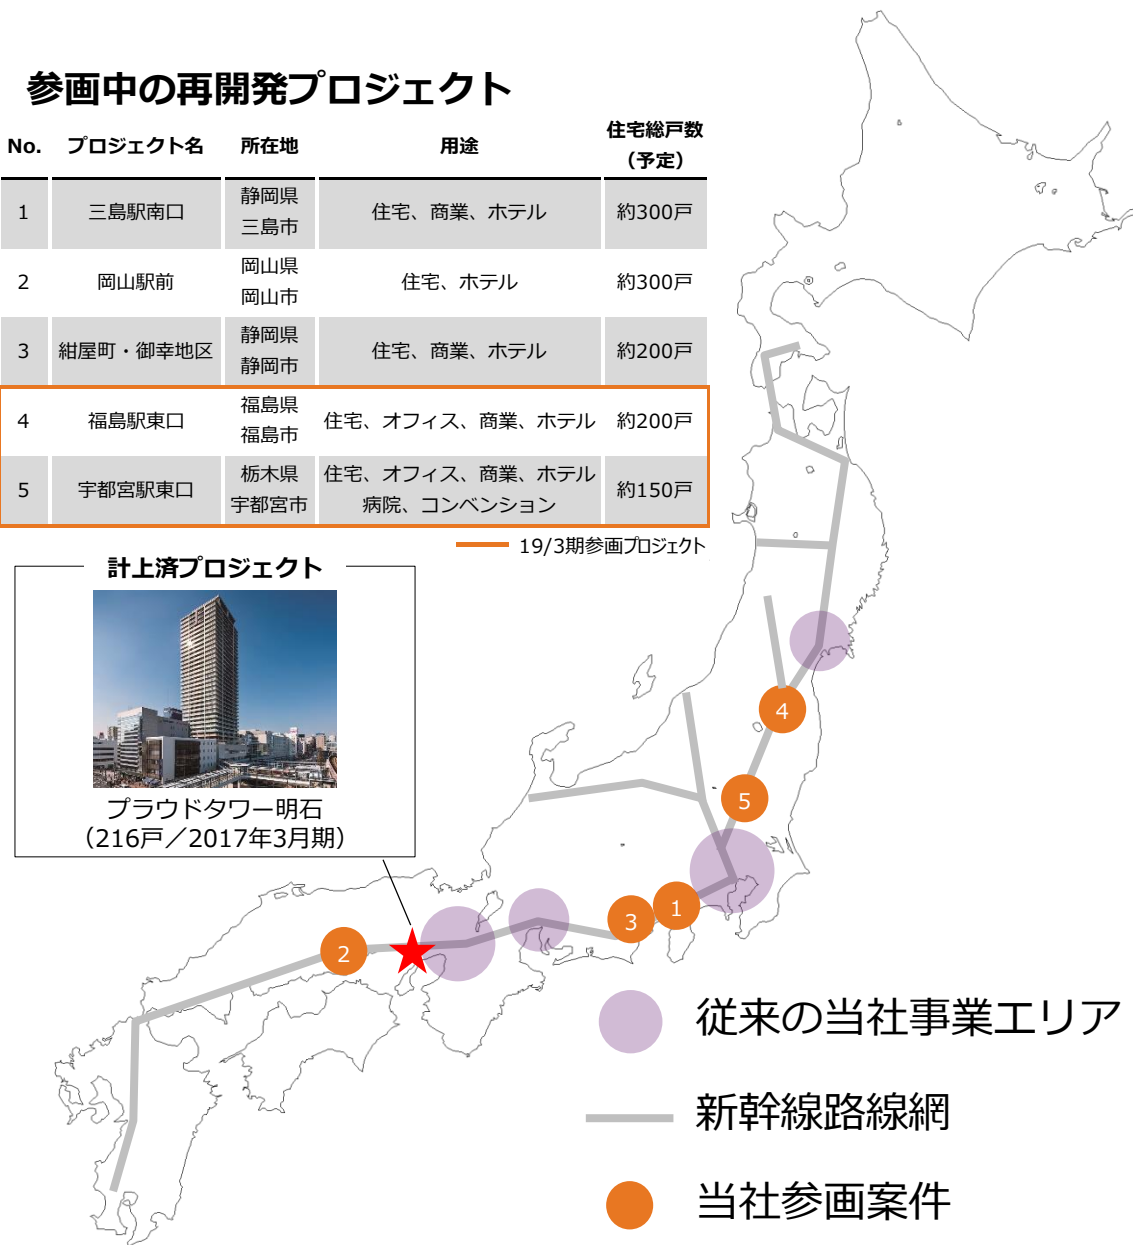 参画中の再開発プロジェクト
No. プロジェクト名 所在地 用途 住宅総戸数（予定）
1 三島駅南口 静岡県三島市 住宅、商業、ホテル 約300戸
2 岡山駅前 岡山県岡山市 住宅、ホテル 約300戸
3 紺屋町・御幸地区 静岡県静岡市 住宅、商業、ホテル 約200戸
4 福島駅東口 福島県福島市 住宅、オフィス、商業、ホテル 約200戸
5 宇都宮駅東口 栃木県宇都宮市 住宅、オフィス、商業、ホテル病院、コンベンション 約150戸
19/3期参画プロジェクト
計上済プロジェクト
プラウドタワー明石
（216戸／2017年3月期）
4
5
1
3
2
従来の当社事業エリア
新幹線路線網
当社参画案件